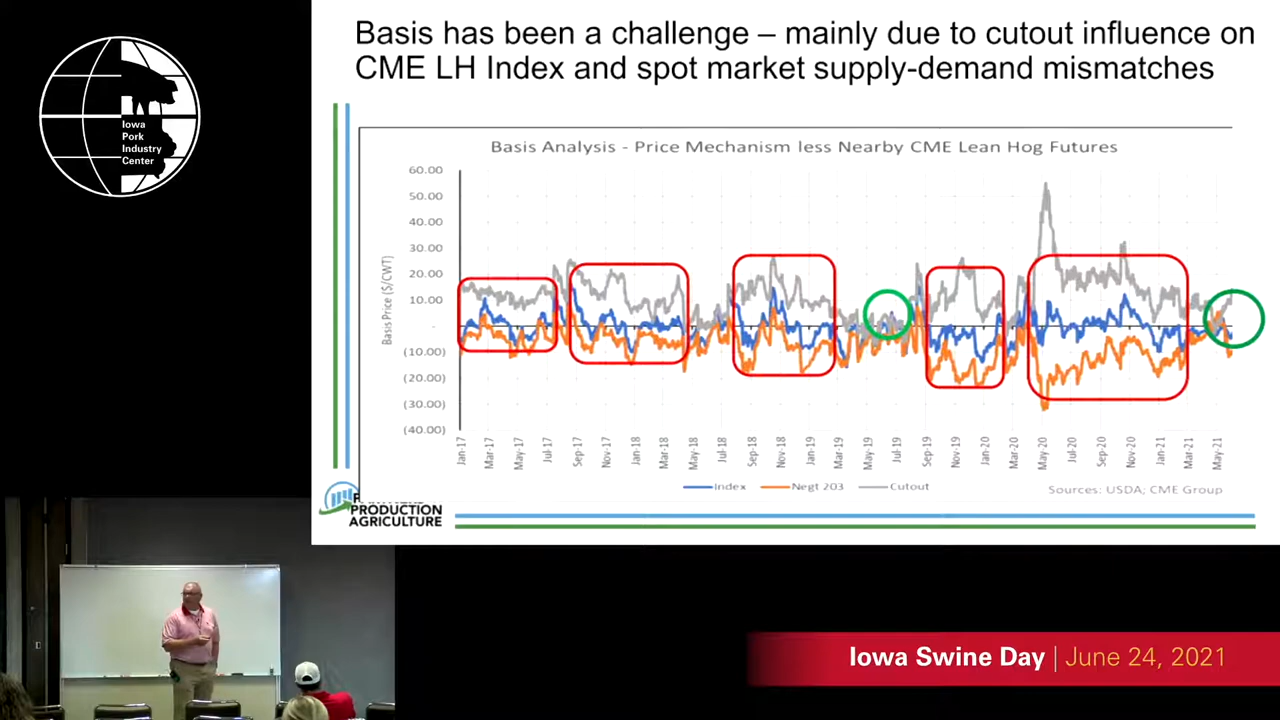 Iowa
Pork
Industry
Center
Basis has been a challenge – mainly due to cutout influence on
CME LH Index and spot market supply-demand mismatches
Basis Analysis - Price Mechanism less Nearby CME Lean Hog Futures
Basis Price ($/CWT)
60.00
50.00
40.00
30.00
20.00
10.00
-
(10.00)
(20.00)
(30.00)
(40.00)
Jan-17
Mar-17
May-17
Jul-17
Sep-17
Nov-17
Jan-18
Mar-18
May-18
Jul-18
Sep-18
Nov-18
Jan-19
Mar-19
May-19
Jul-19
Sep-19
Nov-19
Jan-20
Mar-20
May-20
Jul-20
Sep-20
Nov-20
Jan-21
Mar-21
May-21
Index Negt 203 Cutout
Sources: USDA; CME Group
PRODUCTION
AGRICULTURE
Iowa Swine Day | June 24, 2021